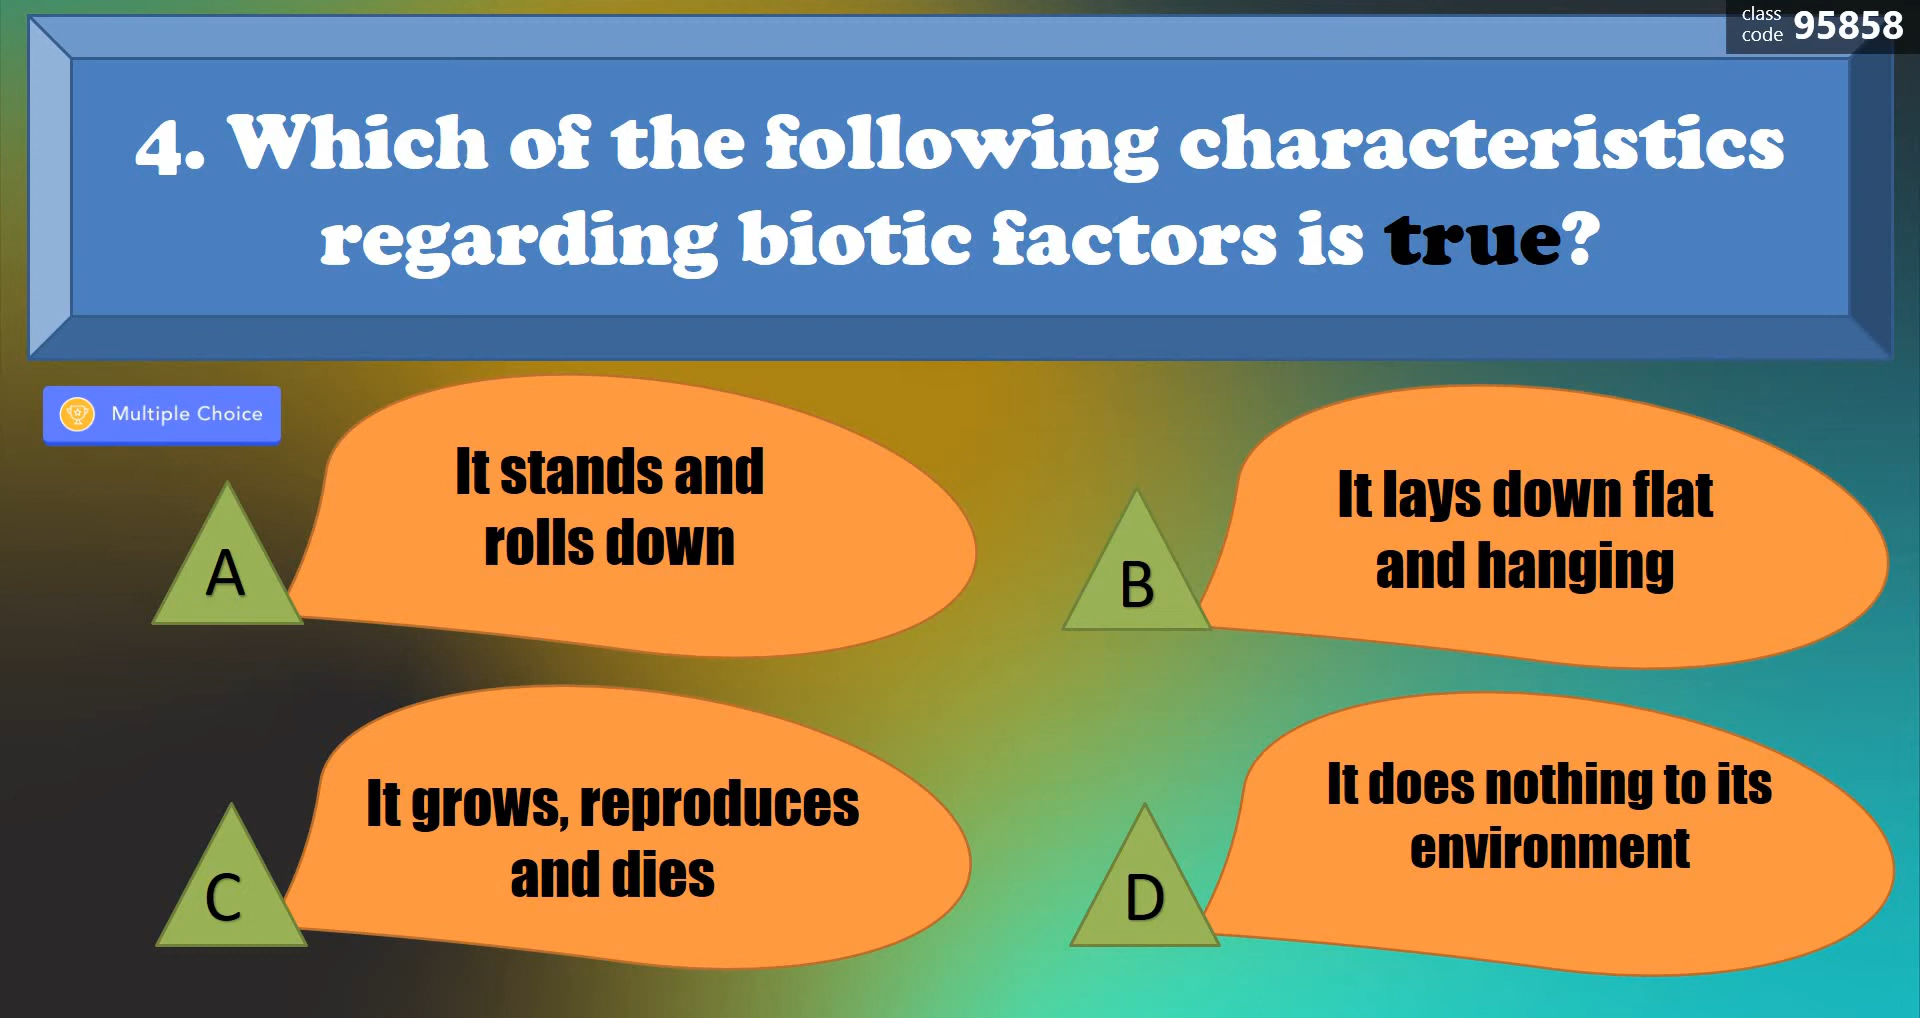 class
code 95858
4. Which of the following characteristics
regarding biotic factors is true?
Multiple Choice
A
It stands and
rolls down
B
It lays down flat
and hanging
C
It grows, reproduces
and dies
D
It does nothing to its
environment